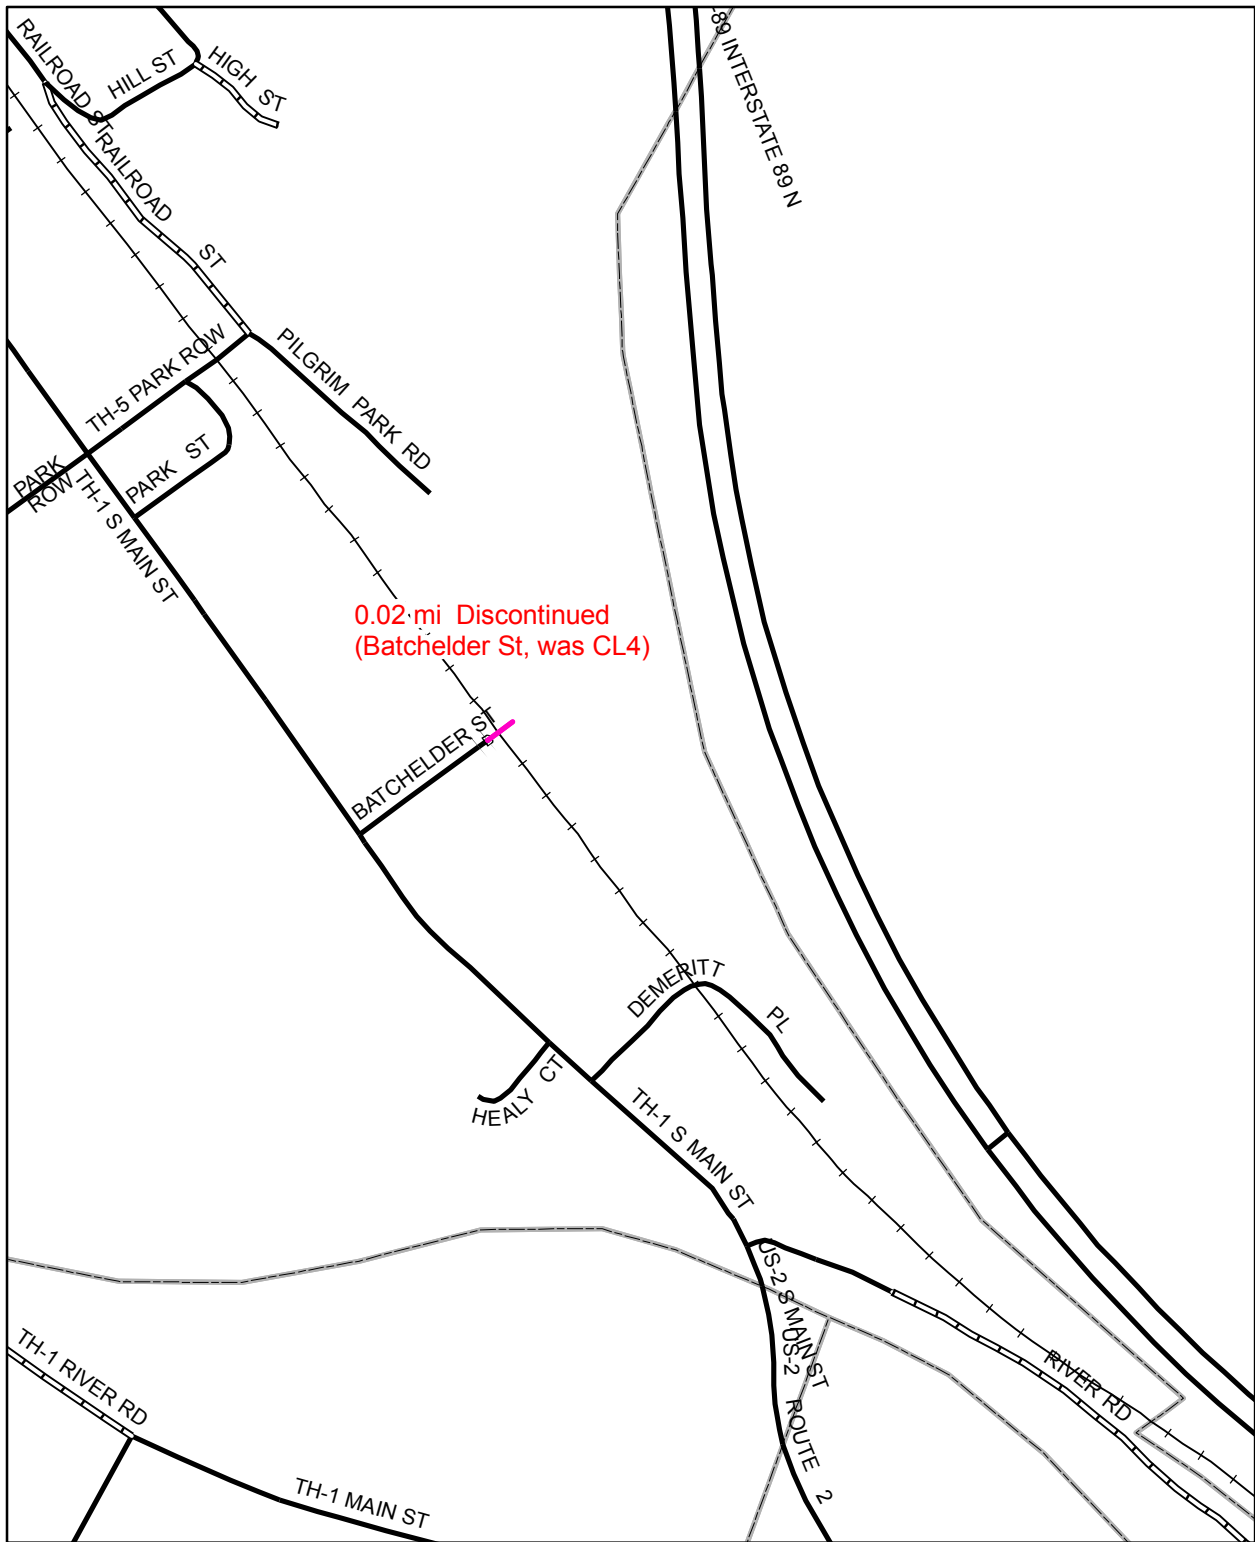 -89 INTERSTATE 89 N
RAILROAD ST
HILL ST
HIGH ST
RAILROAD ST
PILGRIM PARK RD
TH-5 PARK ROW
PARK ST
PARK ROW
TH-1 S MAIN ST
0.02 mi Discontinued
(Batchelder St, was CL4)
BATCHELDER ST
DEMERITT PL
HEALY CT
TH-1 S MAIN ST
US-2 S MAIN ST
US-2 ROUTE 2
RIVER RD
TH-1 RIVER RD
TH-1 MAIN ST